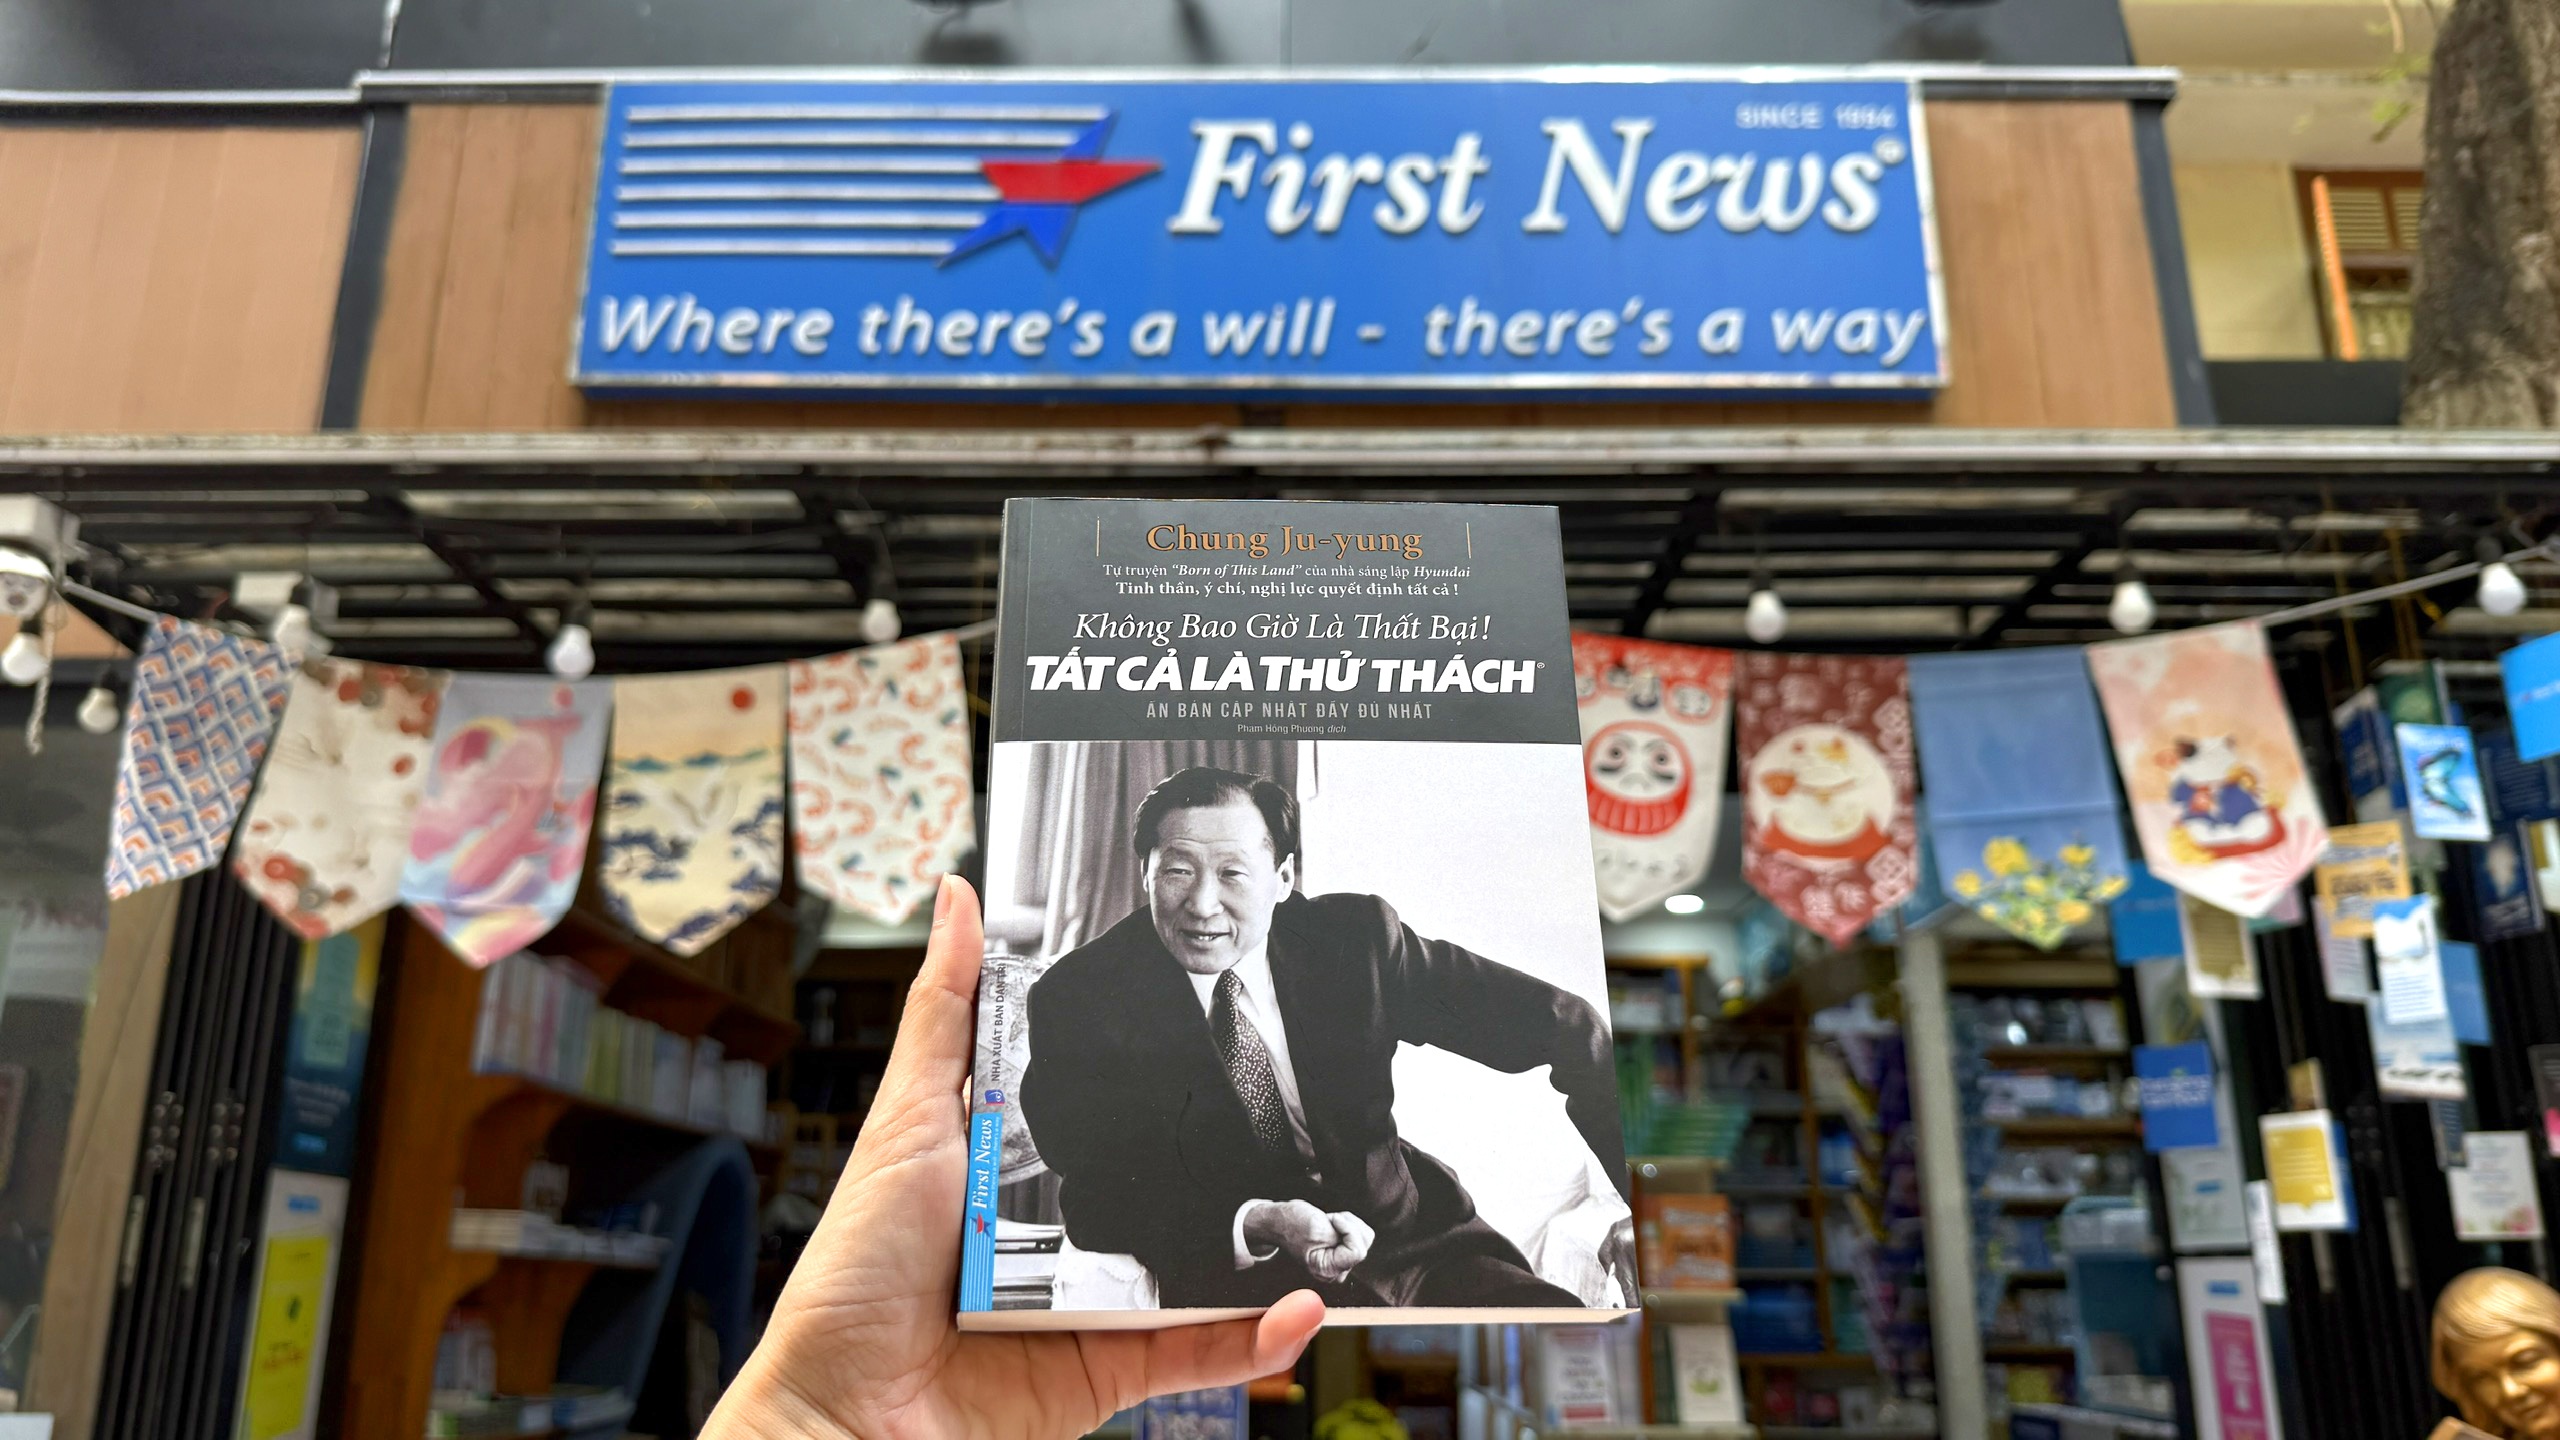 SINCE 1994
First News®
Where there's a will - there's a way
Chung Ju-yung
Tự truyện "Born of This Land" của nhà sáng lập Hyundai
Tinh thần, ý chí, nghị lực quyết định tất cả !
Không Bao Giờ Là Thất Bại!
TẤT CẢ LÀ THỬ THÁCH®
ẤN BẢN CẬP NHẬT ĐẦY ĐỦ NHẤT
Phạm Hồng Phương dịch
NHÀ XUẤT BẢN DÂN TRÍ
First News